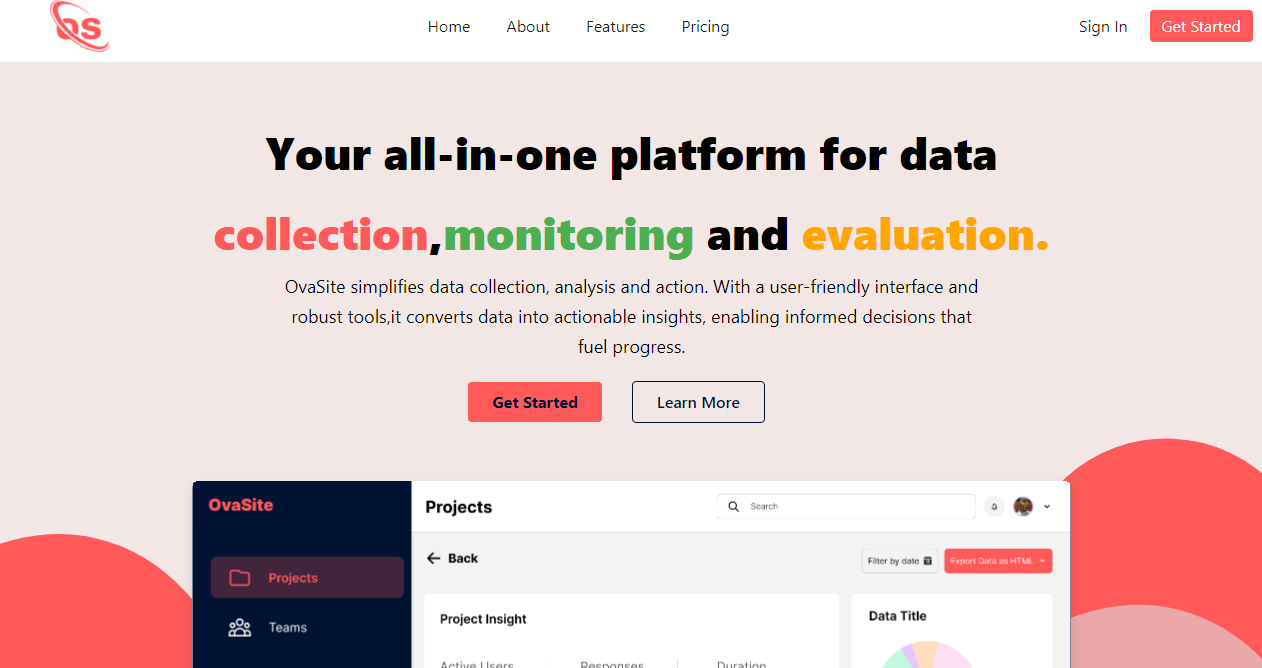 OS
Home About Features Pricing Sign In Get Started
Your all-in-one platform for data
collection,monitoring and evaluation.
OvaSite simplifies data collection, analysis and action. With a user-friendly interface and
robust tools,it converts data into actionable insights, enabling informed decisions that
fuel progress.
Get Started Learn More
OvaSite
Projects
Teams
Projects
Search
Back
Filter by date
Export Data as HTML
Project Insight
Active Users Responses Duration
Data Title